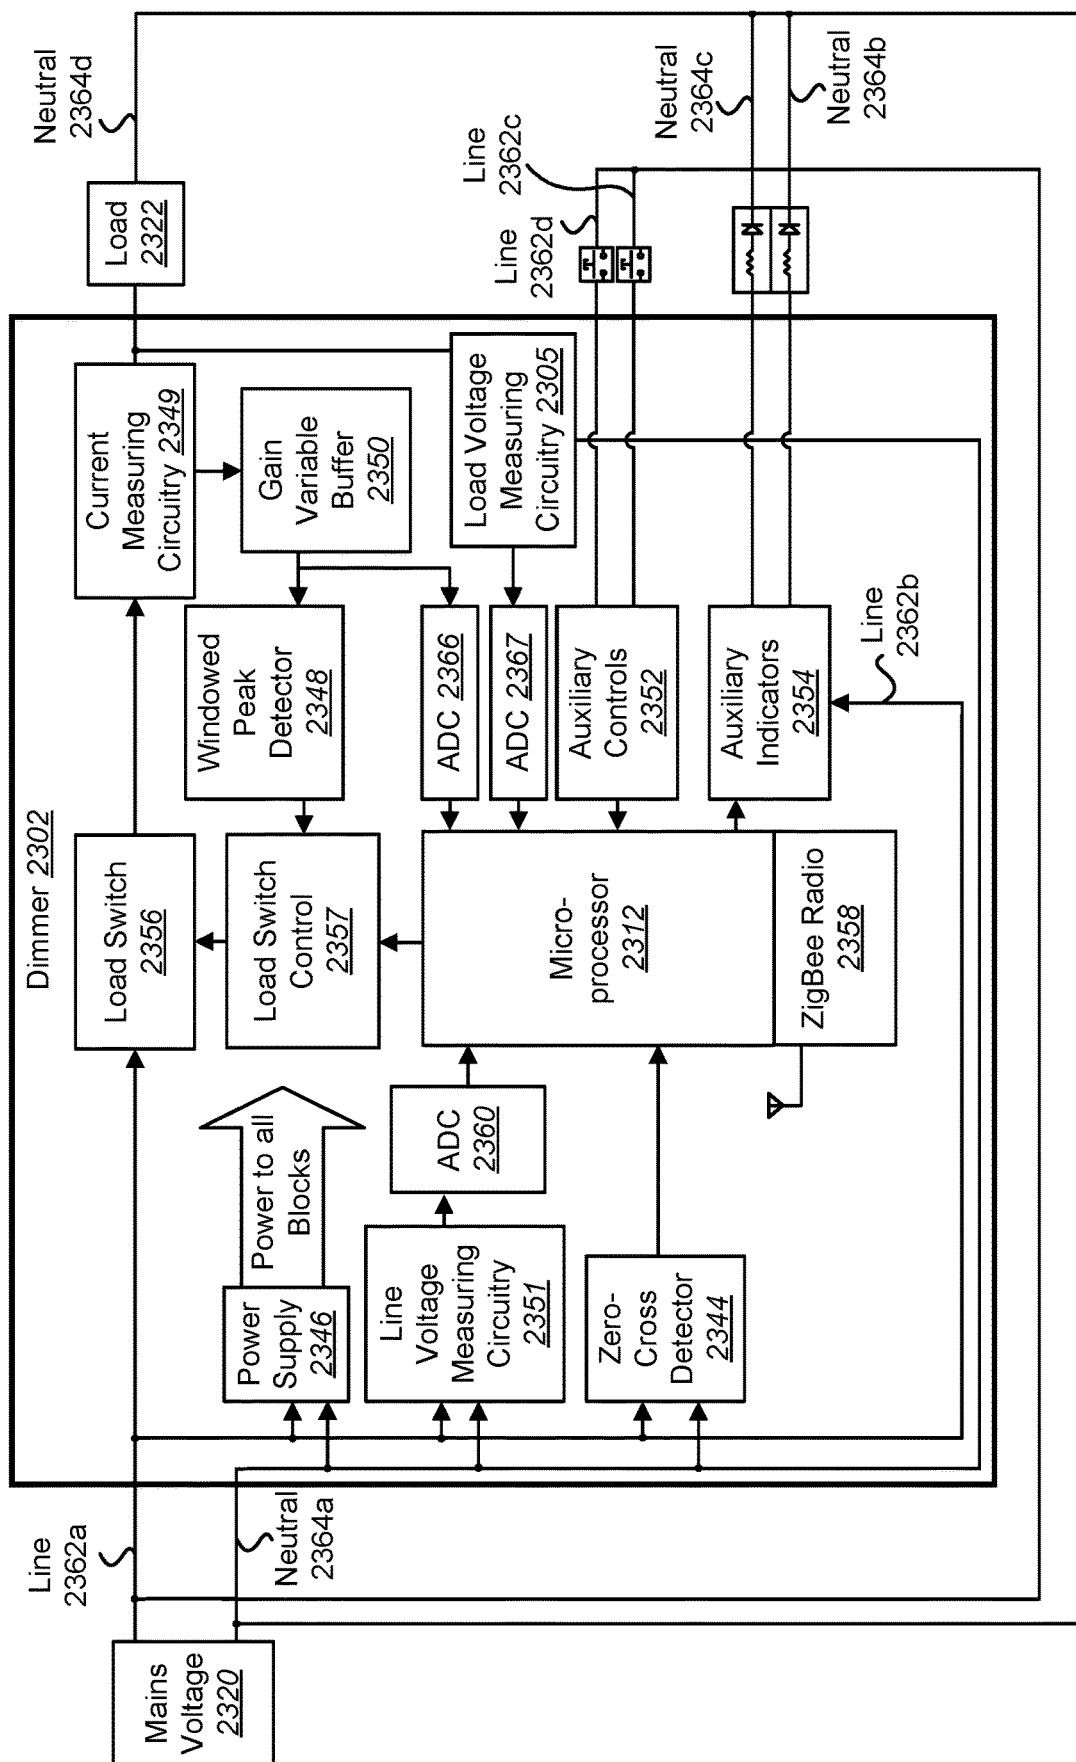 Mains
Voltage
2320
Line
2362a
Neutral
2364a
Dimmer 2302
Power
Supply
2346
Power to all
Blocks
Line
Voltage
Measuring
Circuitry
2351
ADC
2360
Zero-
Cross
Detector
2344
Load Switch
2356
Load Switch
Control
2357
Micro-
processor
2312
ZigBee Radio
2358
Current
Measuring
Circuitry 2349
Gain
Variable
Buffer
2350
Windowed
Peak
Detector
2348
ADC 2366
ADC 2367
Load Voltage
Measuring
Circuitry 2305
Auxiliary
Controls
2352
Auxiliary
Indicators
2354
Line
2362b
Load
2322
Neutral
2364d
Line
2362d
Line
2362c
Neutral
2364c
Neutral
2364b